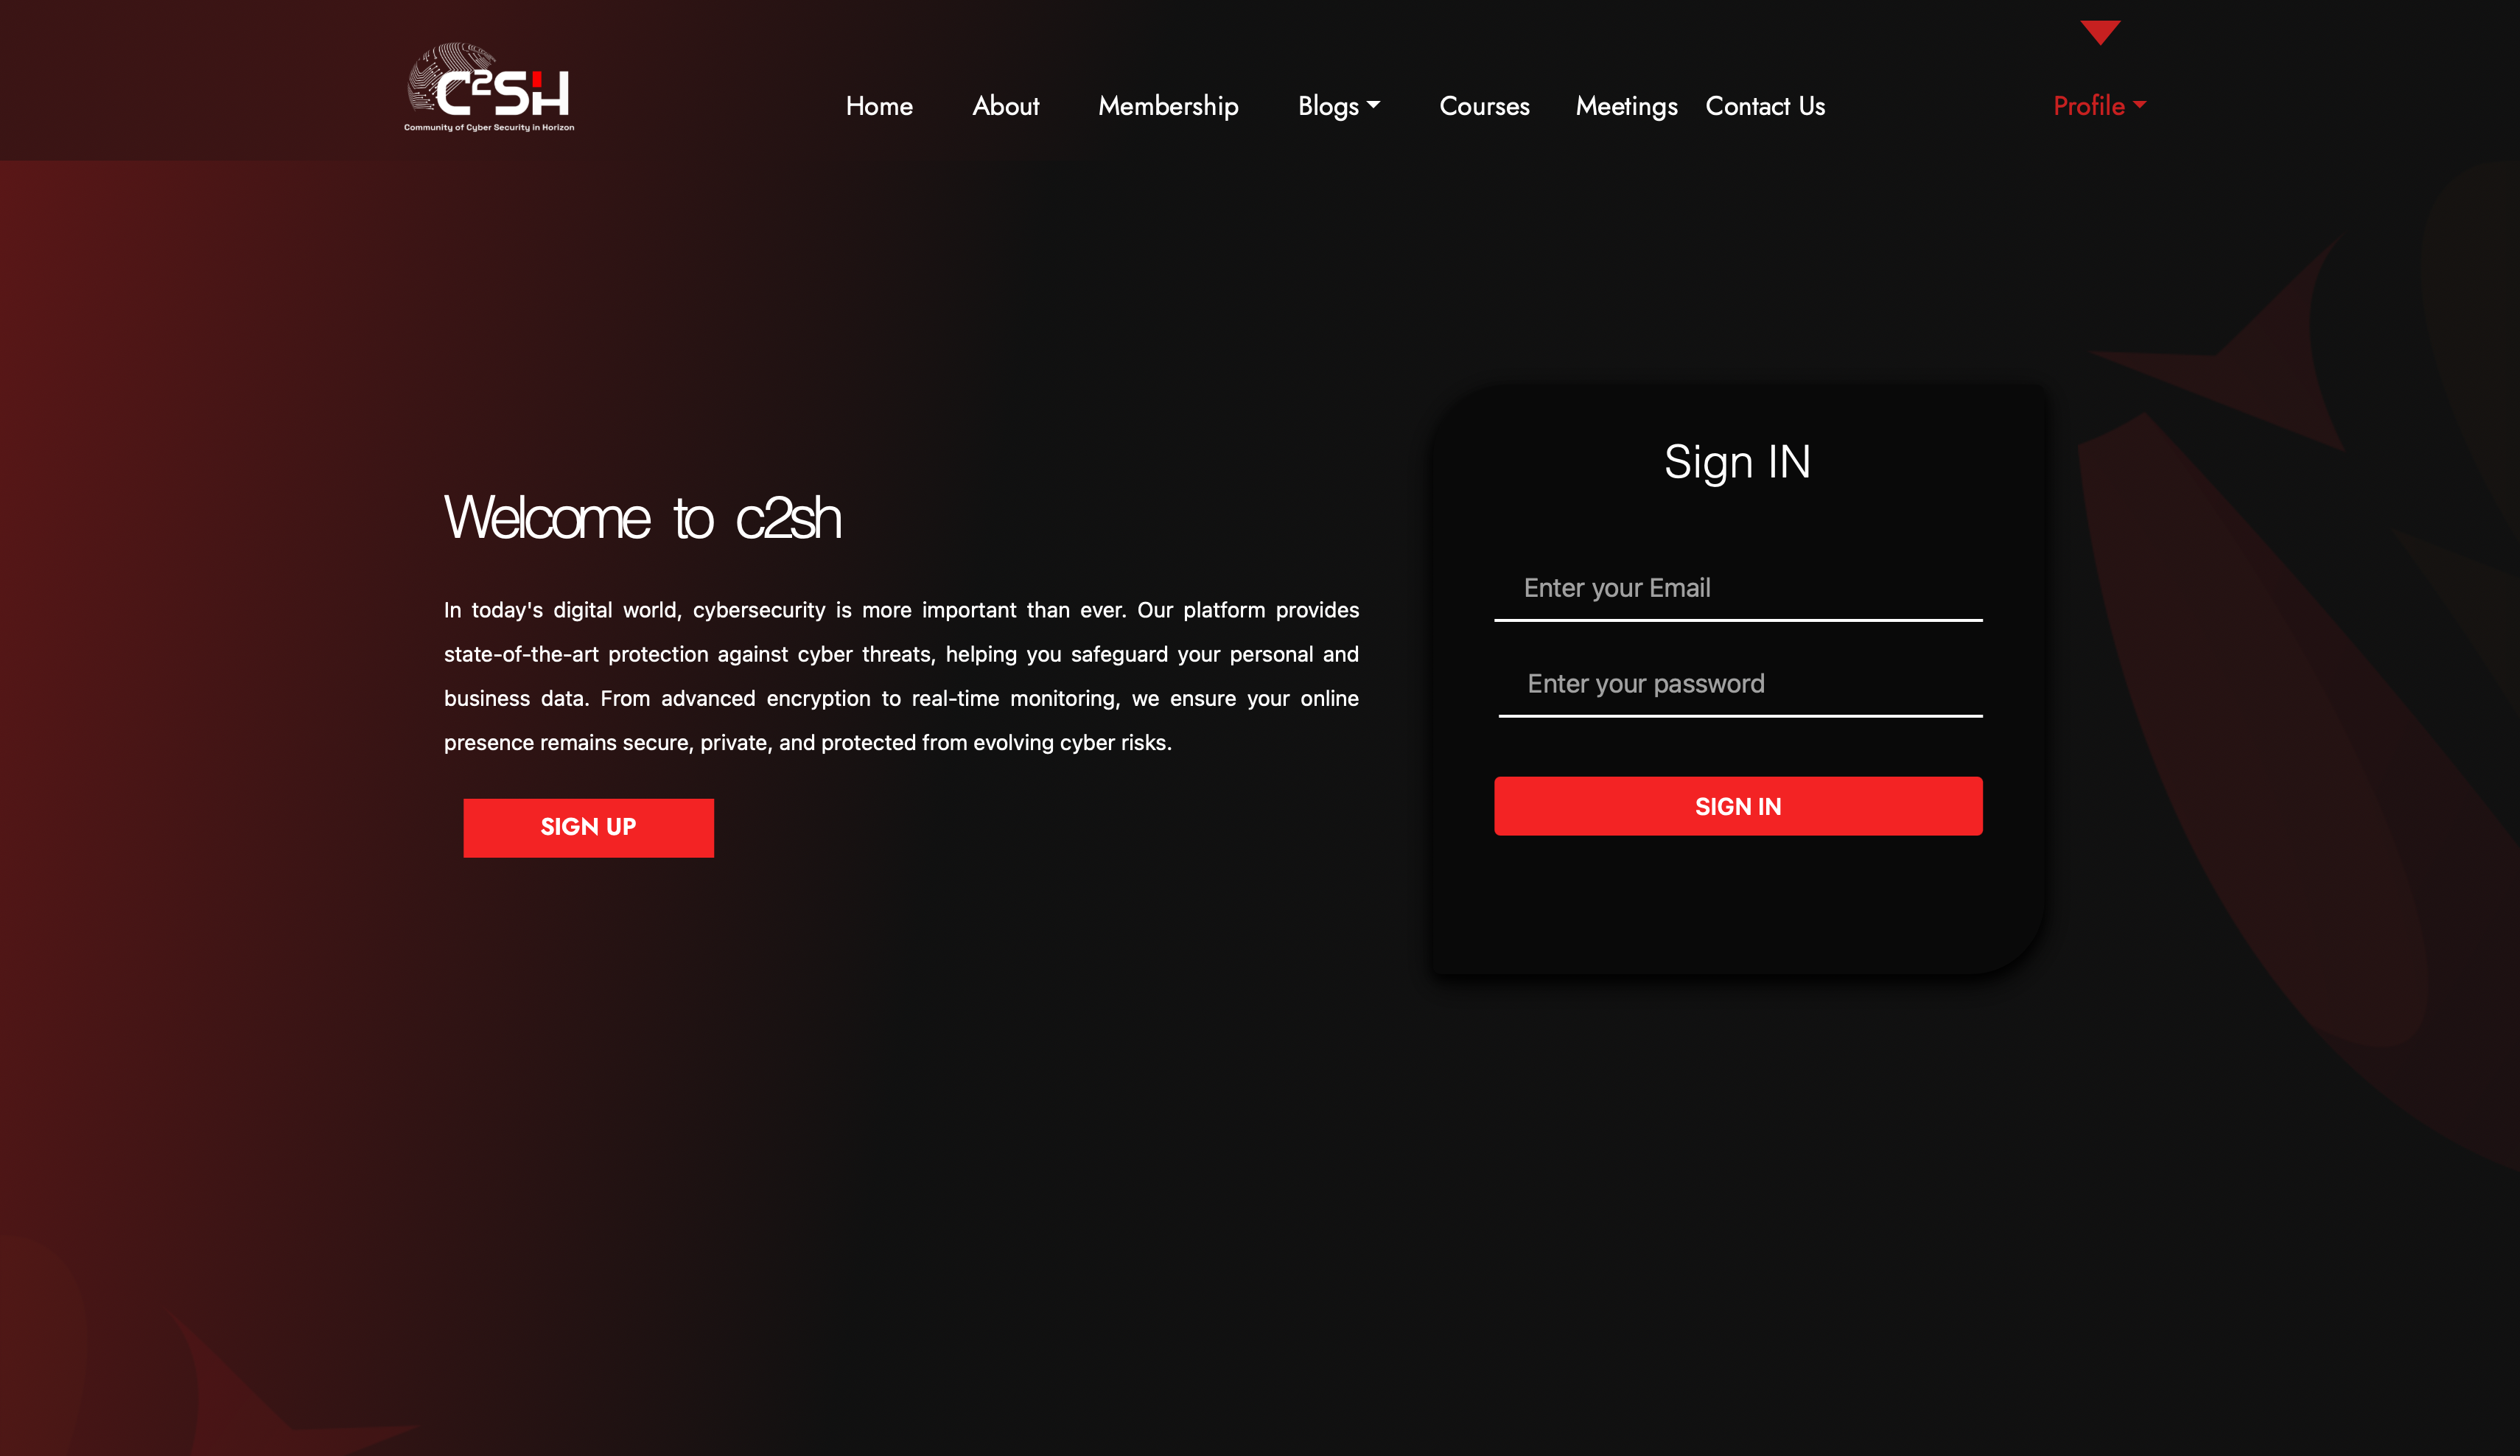 C²SH
Community of Cyber Security in Horizon
Home About Membership Blogs Courses Meetings Contact Us Profile
Welcome to c2sh
In today's digital world, cybersecurity is more important than ever. Our platform provides
state-of-the-art protection against cyber threats, helping you safeguard your personal and
business data. From advanced encryption to real-time monitoring, we ensure your online
presence remains secure, private, and protected from evolving cyber risks.
SIGN UP
Sign IN
Enter your Email
Enter your password
SIGN IN